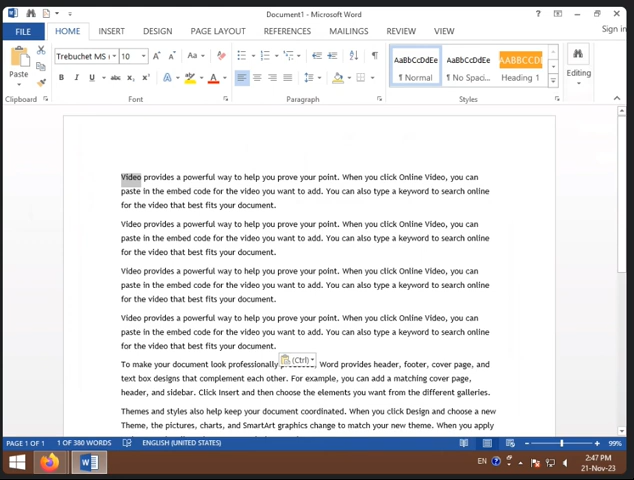 Document1 - Microsoft Word
Sign in
FILE HOME INSERT DESIGN PAGE LAYOUT REFERENCES MAILINGS REVIEW VIEW
Paste
Trebuchet MS 10
AaBbCcDdEe AaBbCcDdEe AABBCCDI
¶ Normal ¶ No Spaci... Heading 1
Editing
Clipboard Font Paragraph Styles
Video provides a powerful way to help you prove your point. When you click Online Video, you can
paste in the embed code for the video you want to add. You can also type a keyword to search online
for the video that best fits your document.
Video provides a powerful way to help you prove your point. When you click Online Video, you can
paste in the embed code for the video you want to add. You can also type a keyword to search online
for the video that best fits your document.
Video provides a powerful way to help you prove your point. When you click Online Video, you can
paste in the embed code for the video you want to add. You can also type a keyword to search online
for the video that best fits your document.
Video provides a powerful way to help you prove your point. When you click Online Video, you can
paste in the embed code for the video you want to add. You can also type a keyword to search online
for the video that best fits your document.
(Ctrl)
To make your document look professionally Word provides header, footer, cover page, and
text box designs that complement each other. For example, you can add a matching cover page,
header, and sidebar. Click Insert and then choose the elements you want from the different galleries.
Themes and styles also help keep your document coordinated. When you click Design and choose a new
Theme, the pictures, charts, and SmartArt graphics change to match your new theme. When you apply
PAGE 1 OF 1 1 OF 380 WORDS ENGLISH (UNITED STATES) 99%
EN 2:47 PM
21-Nov-23